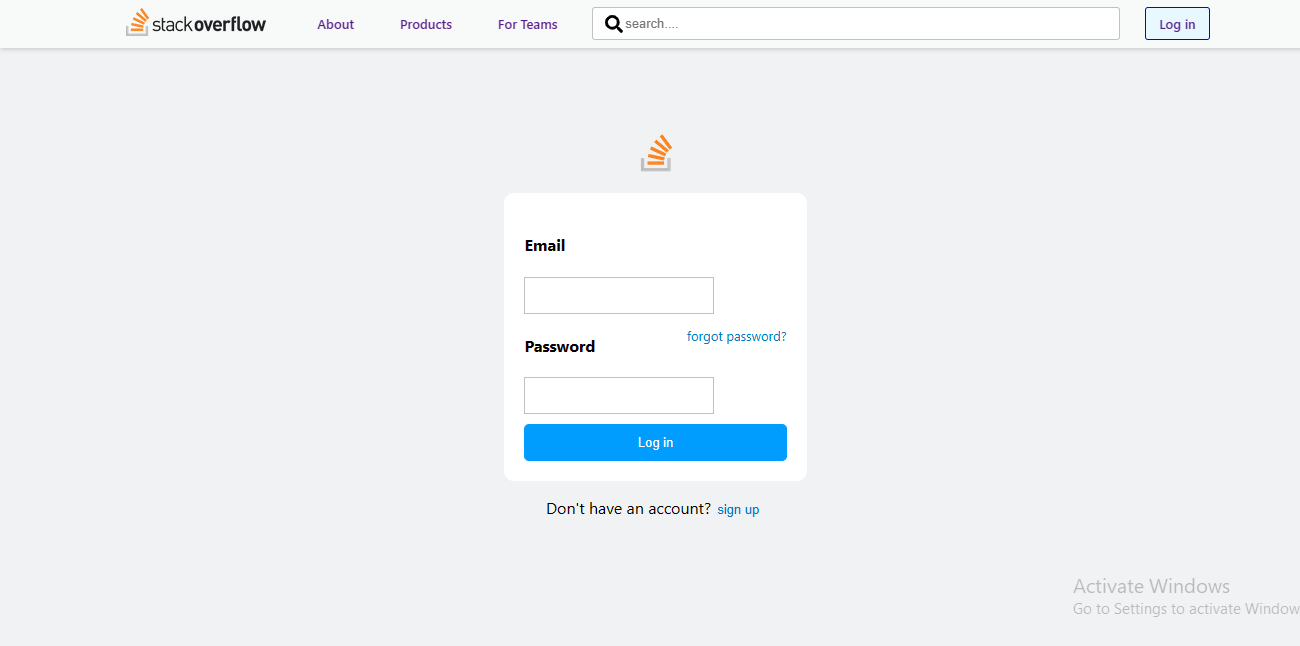 stackoverflow About Products For Teams search.... Log in
Email
forgot password?
Password
Log in
Don't have an account? sign up
Activate Windows
Go to Settings to activate Window